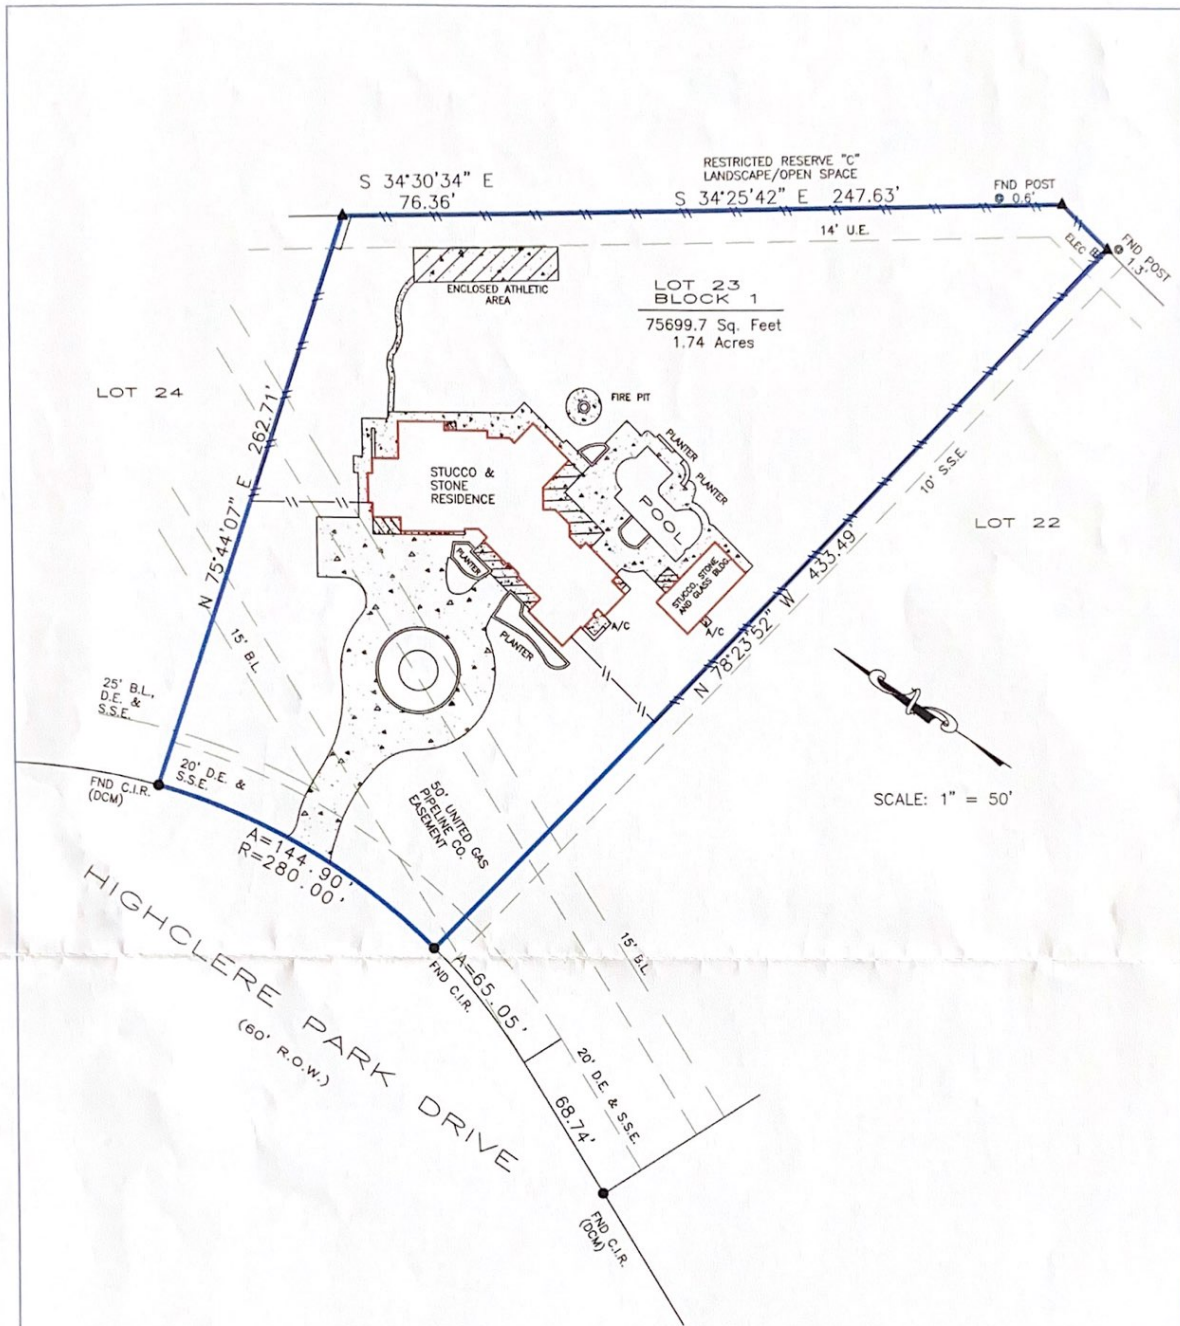 RESTRICTED RESERVE "C"
LANDSCAPE/OPEN SPACE
S 34°30'34" E
76.36'
S 34°25'42" E 247.63'
FND POST
@ 0.6'
14' U.E.
ELEC B
FND POST
@ 1.3'
ENCLOSED ATHLETIC
AREA
LOT 23
BLOCK 1
75699.7 Sq. Feet
1.74 Acres
LOT 24
N 75°44'07" E 262.71'
FIRE PIT
PLANTER
PLANTER
STUCCO &
STONE
RESIDENCE
POOL
10' S.S.E.
LOT 22
PLANTER
STUCCO, STONE
AND GLASS BLDG.
A/C
A/C
PLANTER
N 78°23'52" W 433.49'
15' B.L.
25' B.L.,
D.E. &
S.S.E.
20' D.E. &
S.S.E.
FND C.I.R.
(DCM)
50' UNITED GAS
PIPELINE CO.
EASEMENT
SCALE: 1" = 50'
A=144.90'
R=280.00'
HIGHCLERE PARK DRIVE
(60' R.O.W.)
FND C.I.R.
A=65.05'
15' B.L.
20' D.E. & S.S.E.
68.74'
FND C.I.R.
(DCM)